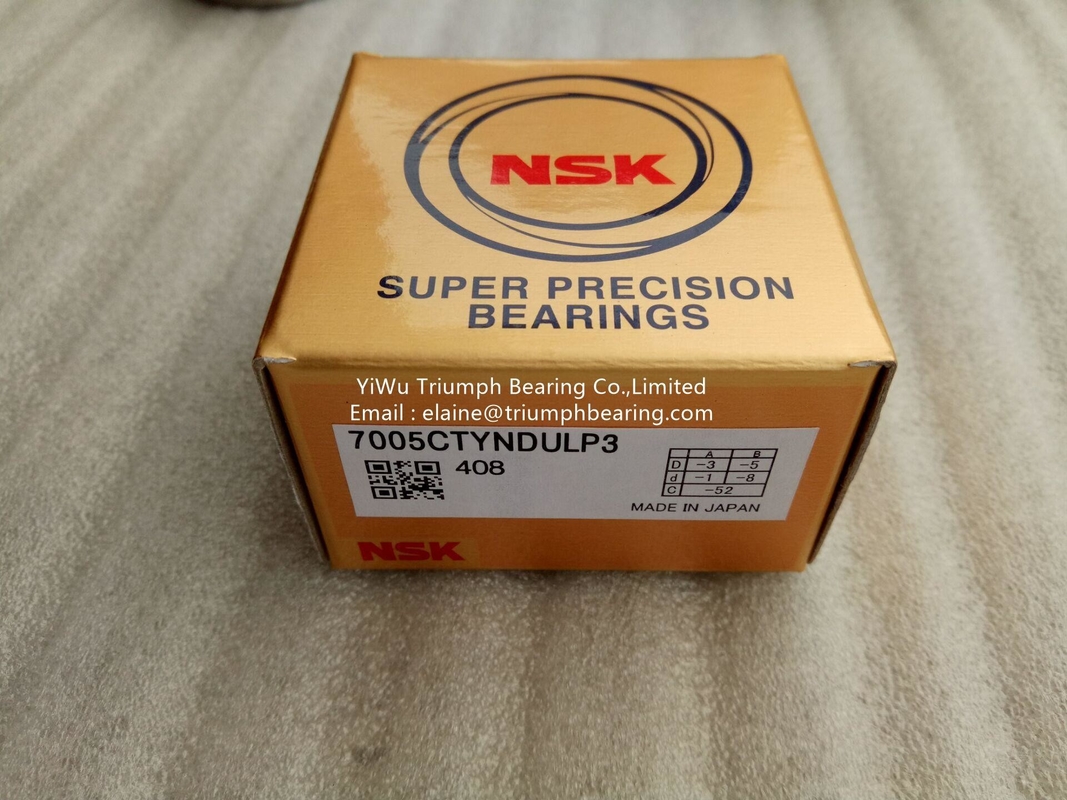 NSK
SUPER PRECISION
BEARINGS
YiWu Triumph Bearing Co.,Limited
Email : elaine@triumphbearing.com
7005CTYNDULP3
408
A B
D -3 -5
d -1 -8
C -52
MADE IN JAPAN
NSK